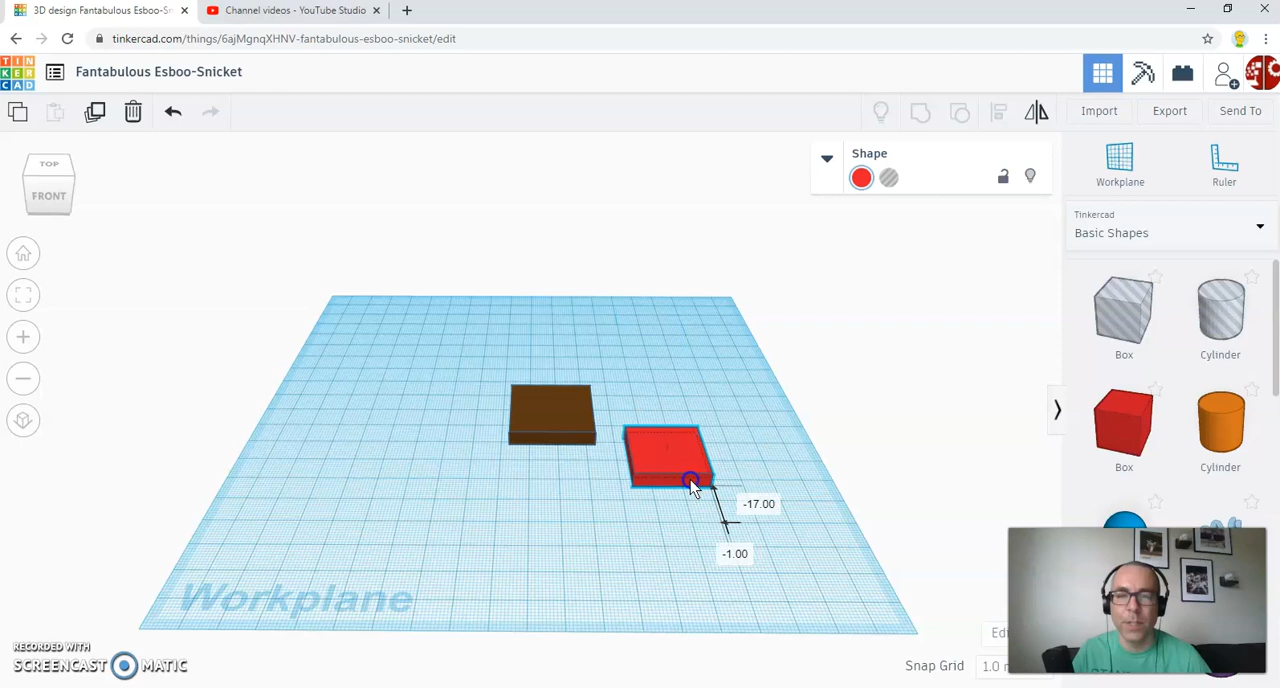 3D design Fantabulous Esboo-Sn
Channel videos - YouTube Studio
tinkercad.com/things/6ajMgnqXHNV-fantabulous-esboo-snicket/edit
TIN
KER
CAD
Fantabulous Esboo-Snicket
Import
Export
Send To
TOP
FRONT
Shape
Workplane
Ruler
Tinkercad
Basic Shapes
Box
Cylinder
Box
Cylinder
-17.00
-1.00
Workplane
Edi
Snap Grid
1.0 m
RECORDED WITH
SCREENCAST MATIC